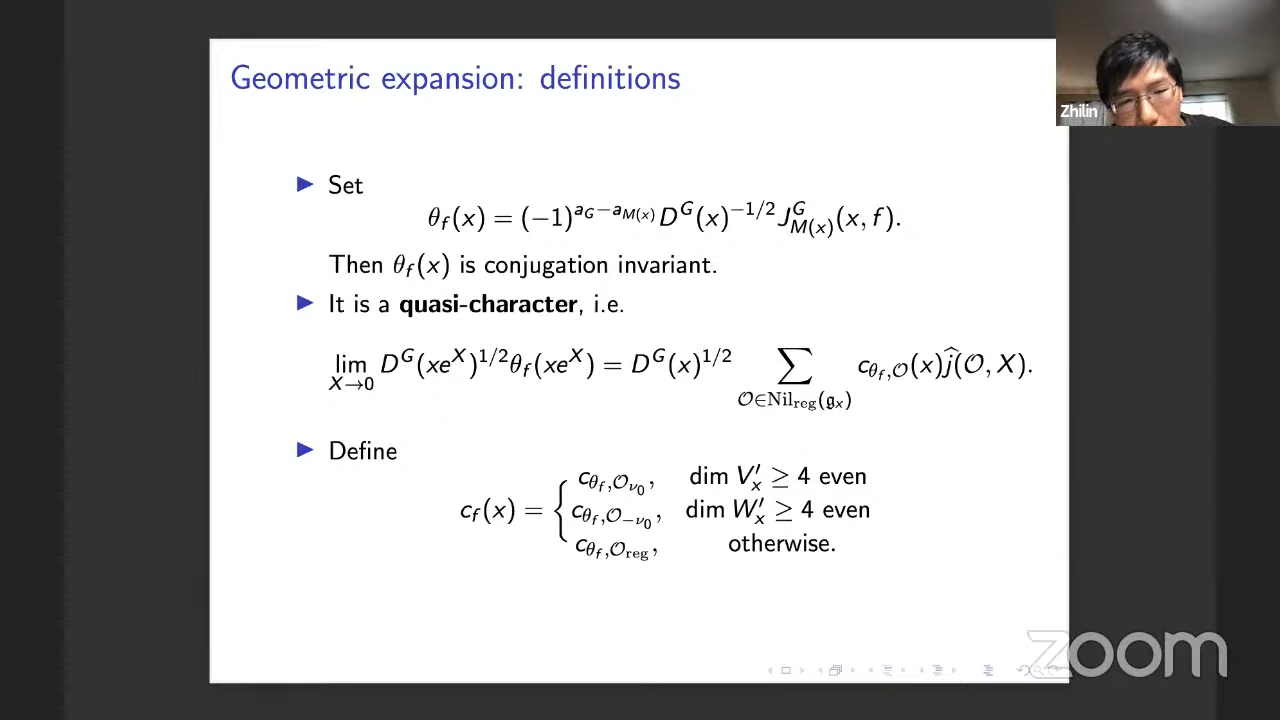 Geometric expansion: definitions
Zhilin
▶ Set
θ_f(x) = (−1)^{a_G−a_{M(x)}} D^G(x)^{−1/2} J^G_{M(x)}(x, f).
Then θ_f(x) is conjugation invariant.
▶ It is a quasi-character, i.e.
lim_{X→0} D^G(xe^X)^{1/2} θ_f(xe^X) = D^G(x)^{1/2} ∑_{𝒪∈Nil_reg(𝔤_x)} c_{θ_f,𝒪}(x) ĵ(𝒪, X).
▶ Define
c_f(x) = { c_{θ_f,𝒪_{ν_0}}, dim V′_x ≥ 4 even
c_{θ_f,𝒪_{−ν_0}}, dim W′_x ≥ 4 even
c_{θ_f,𝒪_reg}, otherwise.
zoom